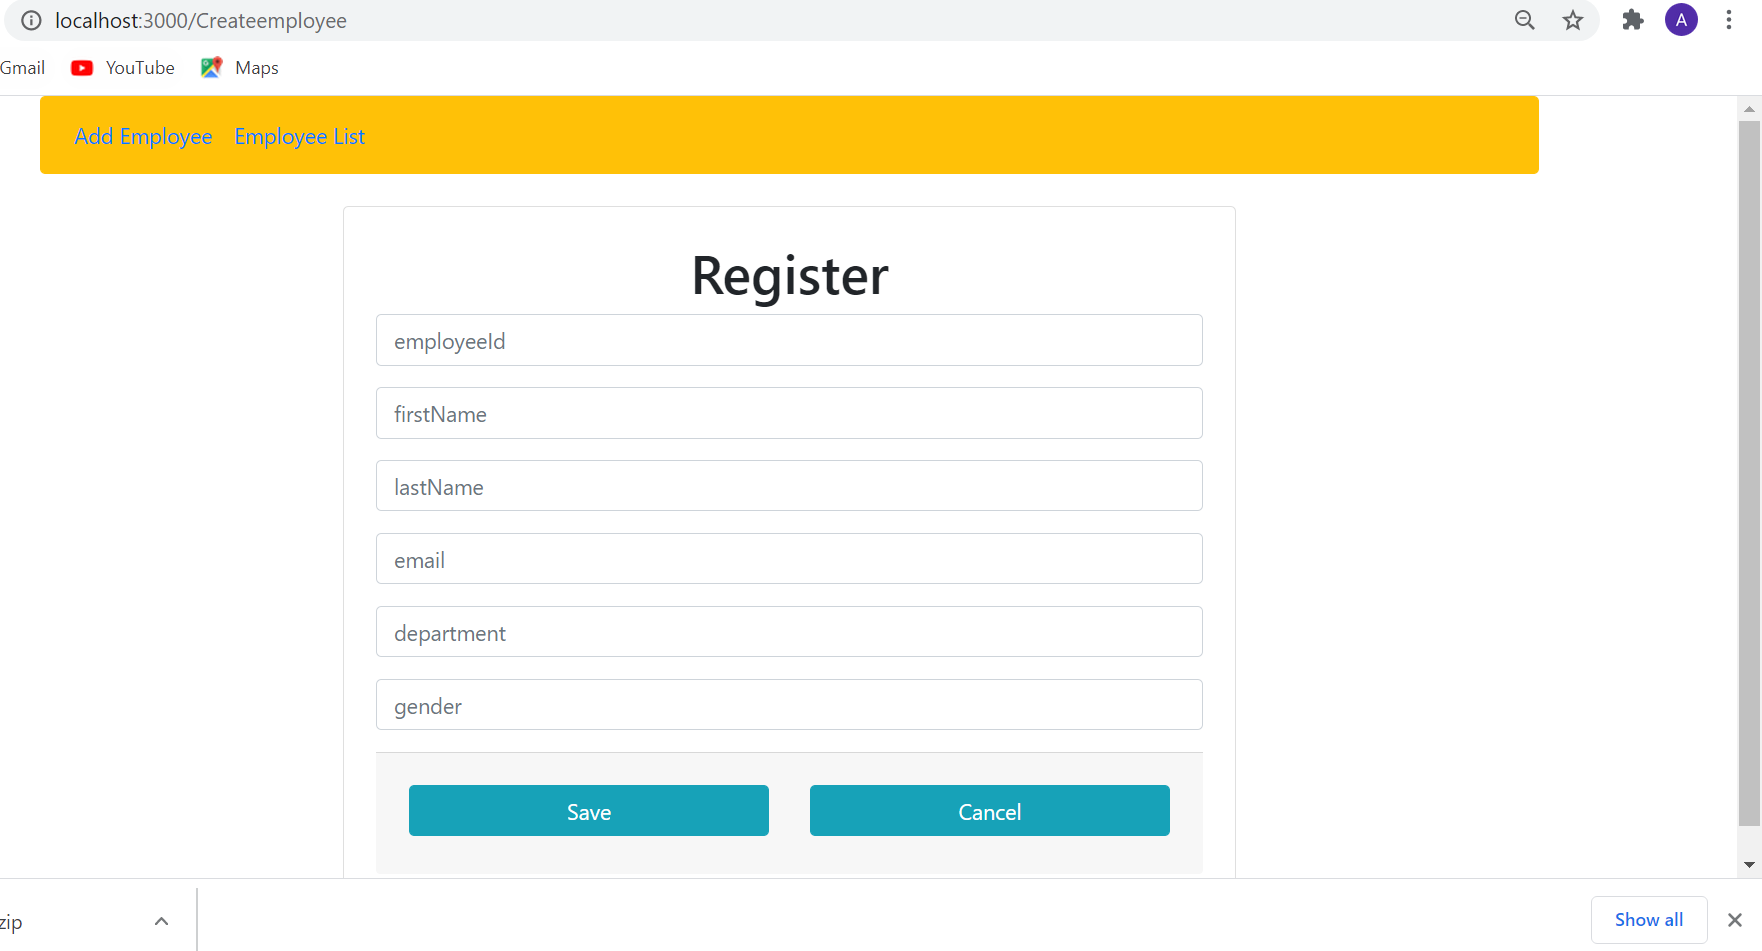 localhost:3000/Createemployee
A
Gmail YouTube Maps
Add Employee Employee List
Register
employeeId
firstName
lastName
email
department
gender
Save Cancel
zip Show all